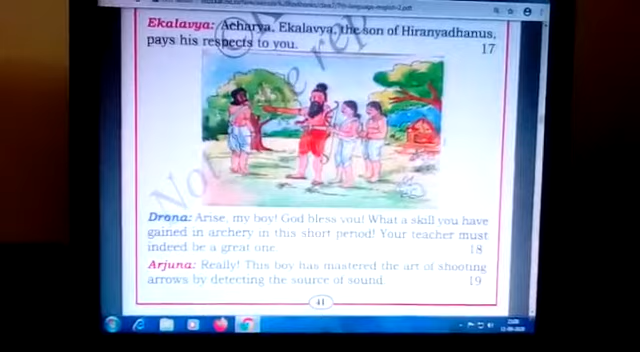 Ekalavya: Acharya, Ekalavya, the son of Hiranyadhanus,
pays his respects to you. 17
Drona: Arise, my boy! God bless you! What a skill you have
gained in archery in this short period! Your teacher must
indeed be a great one 18
Arjuna: Really! This boy has mastered the art of shooting
arrows by detecting the source of sound 19
41